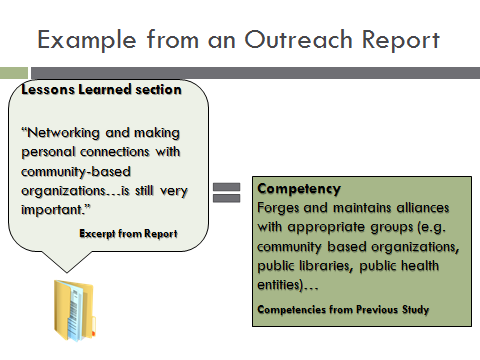 Example from an Outreach Report
Lessons Learned section
“Networking and making
personal connections with
community-based
organizations…is still very
important.”
Excerpt from Report
Competency
Forges and maintains alliances
with appropriate groups (e.g.
community based organizations,
public libraries, public health
entities)…
Competencies from Previous Study